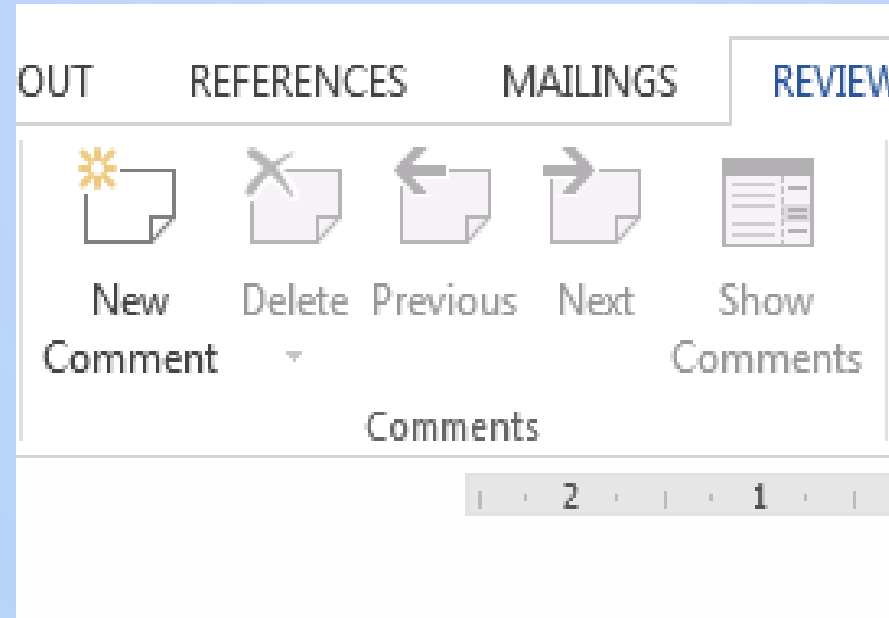 OUT REFERENCES MAILINGS REVIEW
New Delete Previous Next Show
Comment Comments
Comments
2 1